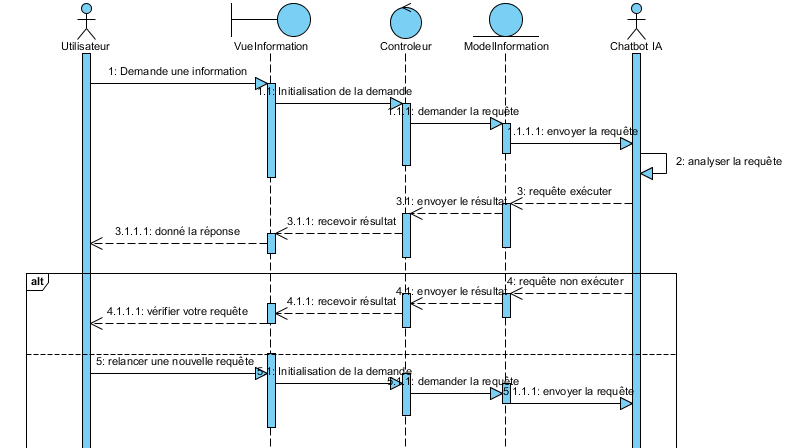 Utilisateur
VueInformation
Controleur
ModelInformation
Chatbot IA
1: Demande une information
1.1: Initialisation de la demande
1.1.1: demander la requête
1.1.1.1: envoyer la requête
2: analyser la requête
3: requête exécuter
3.1: envoyer le résultat
3.1.1: recevoir résultat
3.1.1.1: donné la réponse
alt
4: requête non exécuter
4.1: envoyer le résultat
4.1.1: recevoir résultat
4.1.1.1: vérifier votre requête
5: relancer une nouvelle requête
5.1: Initialisation de la demande
5.1.1: demander la requête
5.1.1.1: envoyer la requête